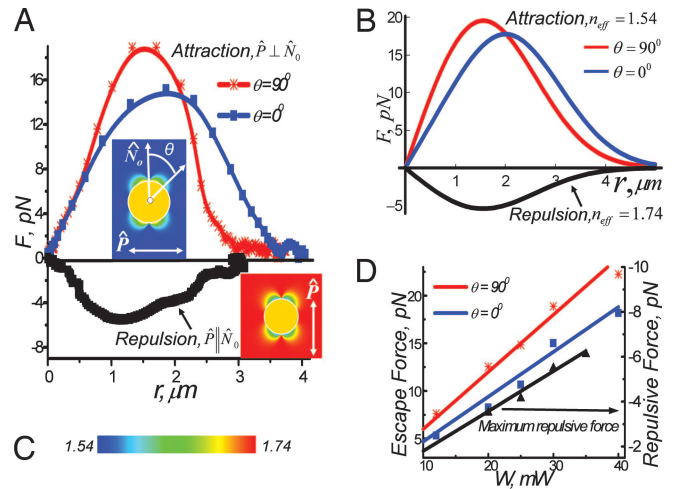 A
Attraction, P̂ ⊥ N̂₀
θ=90⁰
θ=0⁰
16
12
8
4
0
-4
-8
F, pN
N̂ₒ
θ
P̂
P̂
Repulsion, P̂ ∥ N̂₀
0 1 2 3 4
r, μm
B
Attraction, n_eff = 1.54
θ = 90⁰
θ = 0⁰
20
15
10
5
0
−5
F, pN
1 2 3 4
r, μm
Repulsion, n_eff = 1.74
C
1.54
1.74
D
θ = 90⁰
θ = 0⁰
20
15
10
5
Escape Force, pN
-10
-8
-6
-4
-2
Repulsive Force, pN
Maximum repulsive force
10 20 30 40
W, mW